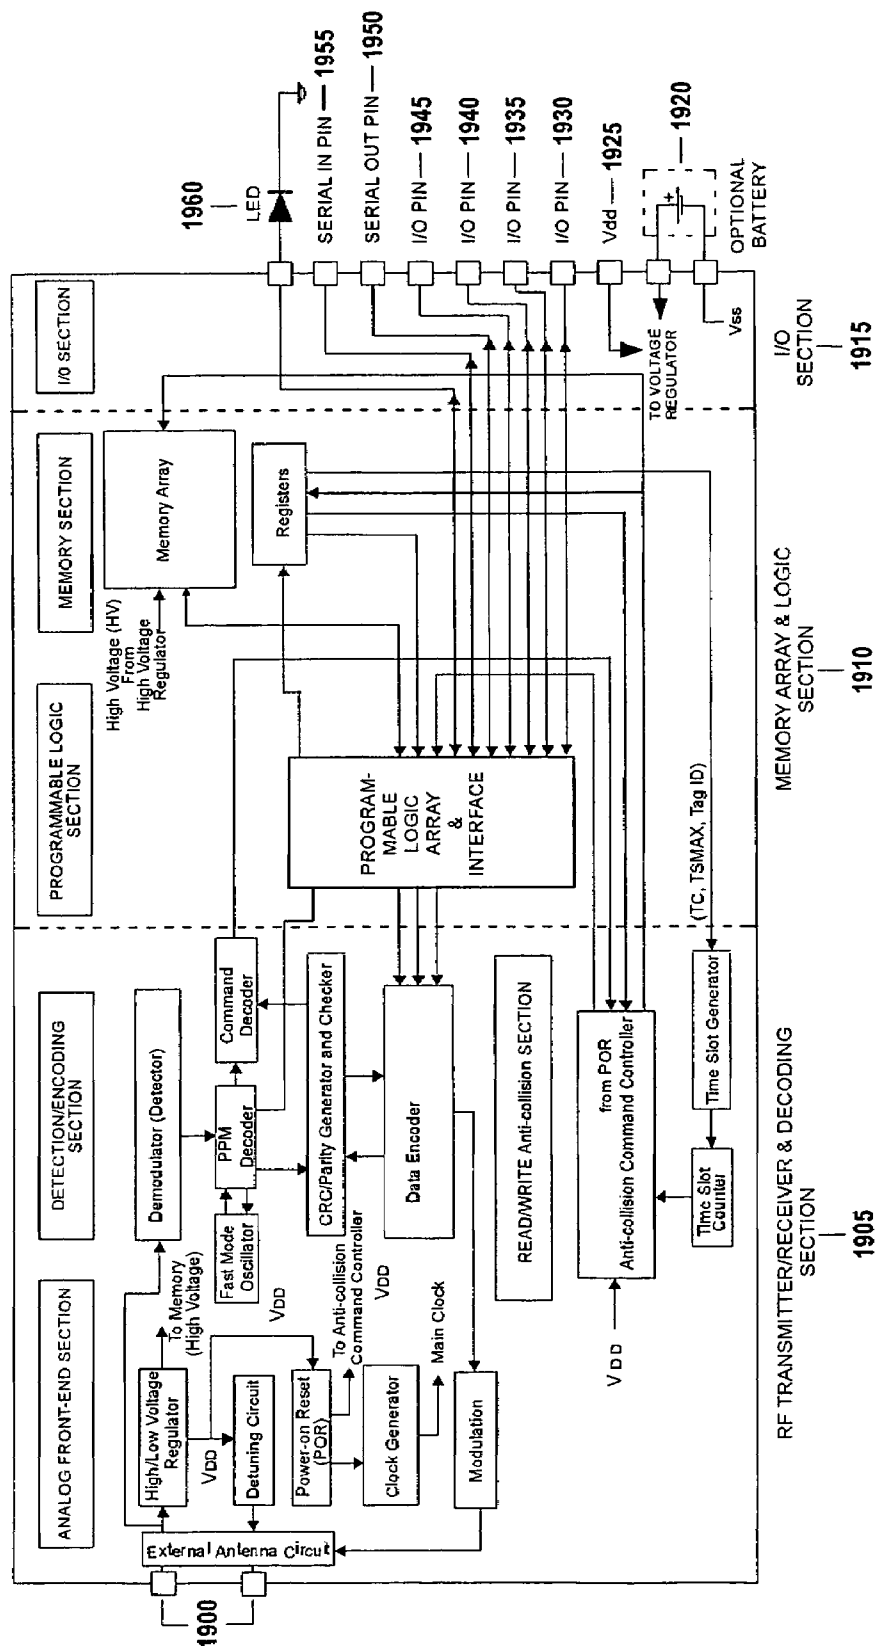 ANALOG FRONT-END SECTION
DETECTION/ENCODING
SECTION
PROGRAMMABLE LOGIC
SECTION
MEMORY SECTION
I/O SECTION
1900
External Antenna Circuit
High/Low Voltage
Regulator
To Memory
(High Voltage)
VDD
Detuning Circuit
VDD
Power-on Reset
(POR)
To Anti-collision
Command Controller
Clock Generator
Main Clock
VDD
Modulation
Demodulator (Detector)
Fast Mode
Oscillator
PPM
Decoder
Command
Decoder
CRC/Parity Generator and Checker
Data Encoder
READ/WRITE Anti-collision SECTION
VDD
from POR
Anti-collision Command Controller
Time Slot
Counter
Time Slot Generator
(TC, TSMAX, Tag ID)
PROGRAM-
MABLE
LOGIC
ARRAY
&
INTERFACE
High Voltage (HV)
From
High Voltage
Regulator
Memory Array
Registers
TO VOLTAGE
REGULATOR
Vss
1960
LED
SERIAL IN PIN 1955
SERIAL OUT PIN 1950
I/O PIN 1945
I/O PIN 1940
I/O PIN 1935
I/O PIN 1930
Vdd 1925
+
1920
OPTIONAL
BATTERY
RF TRANSMITTER/RECEIVER & DECODING
SECTION
1905
MEMORY ARRAY & LOGIC
SECTION
1910
I/O
SECTION
1915